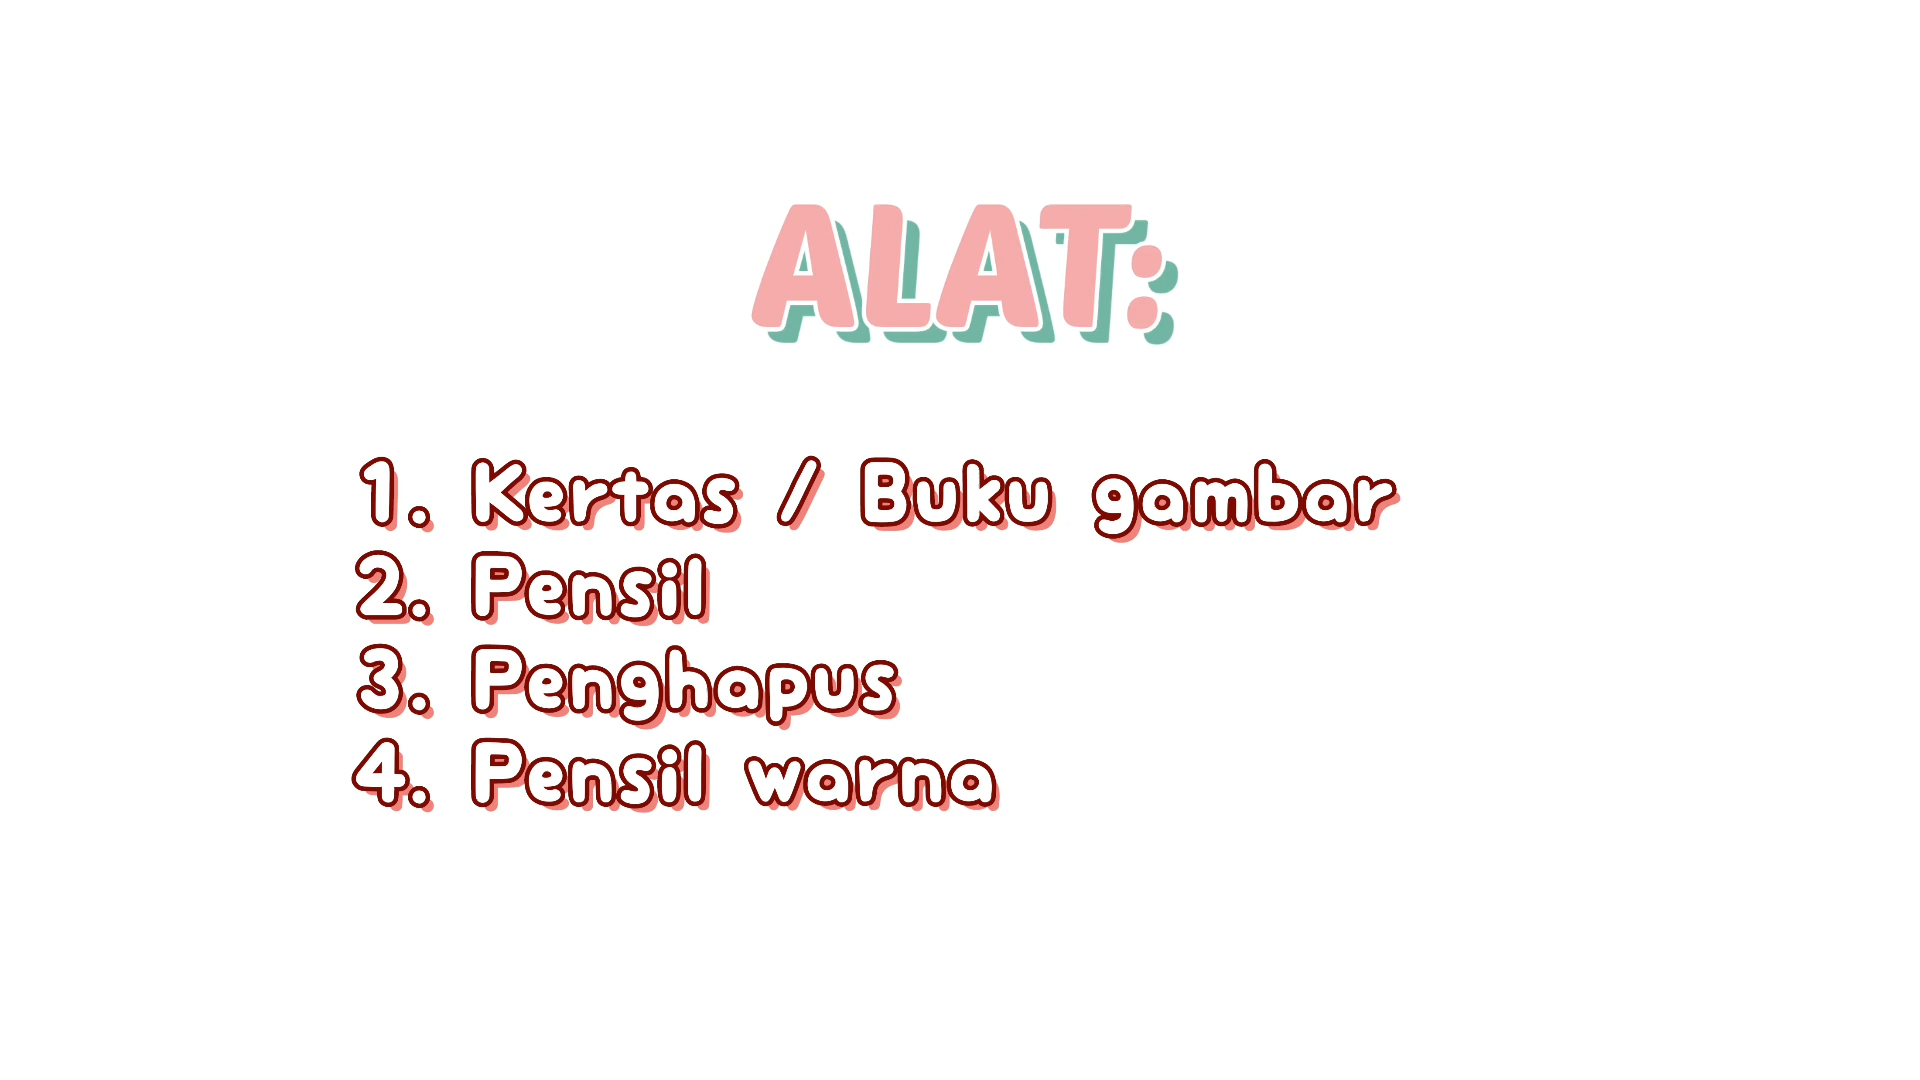 ALAT:
1. Kertas / Buku gambar
2. Pensil
3. Penghapus
4. Pensil warna